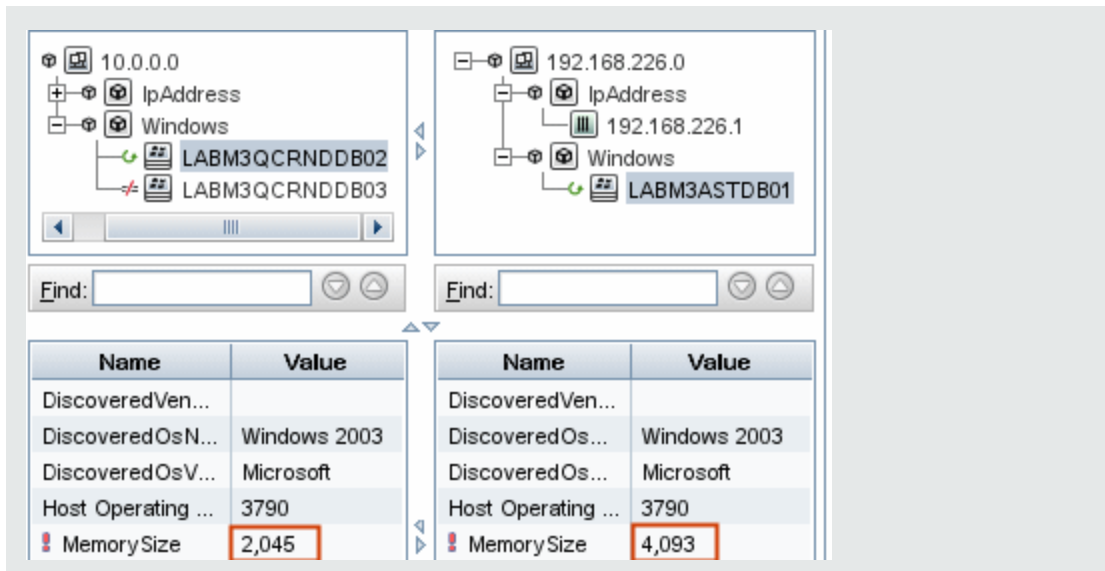 10.0.0.0
IpAddress
Windows
LABM3QCRNDDB02
LABM3QCRNDDB03
Find:
Name Value
DiscoveredVen...
DiscoveredOsN... Windows 2003
DiscoveredOsV... Microsoft
Host Operating ... 3790
MemorySize 2,045
192.168.226.0
IpAddress
192.168.226.1
Windows
LABM3ASTDB01
Find:
Name Value
DiscoveredVen...
DiscoveredOs... Windows 2003
DiscoveredOs... Microsoft
Host Operating ... 3790
MemorySize 4,093